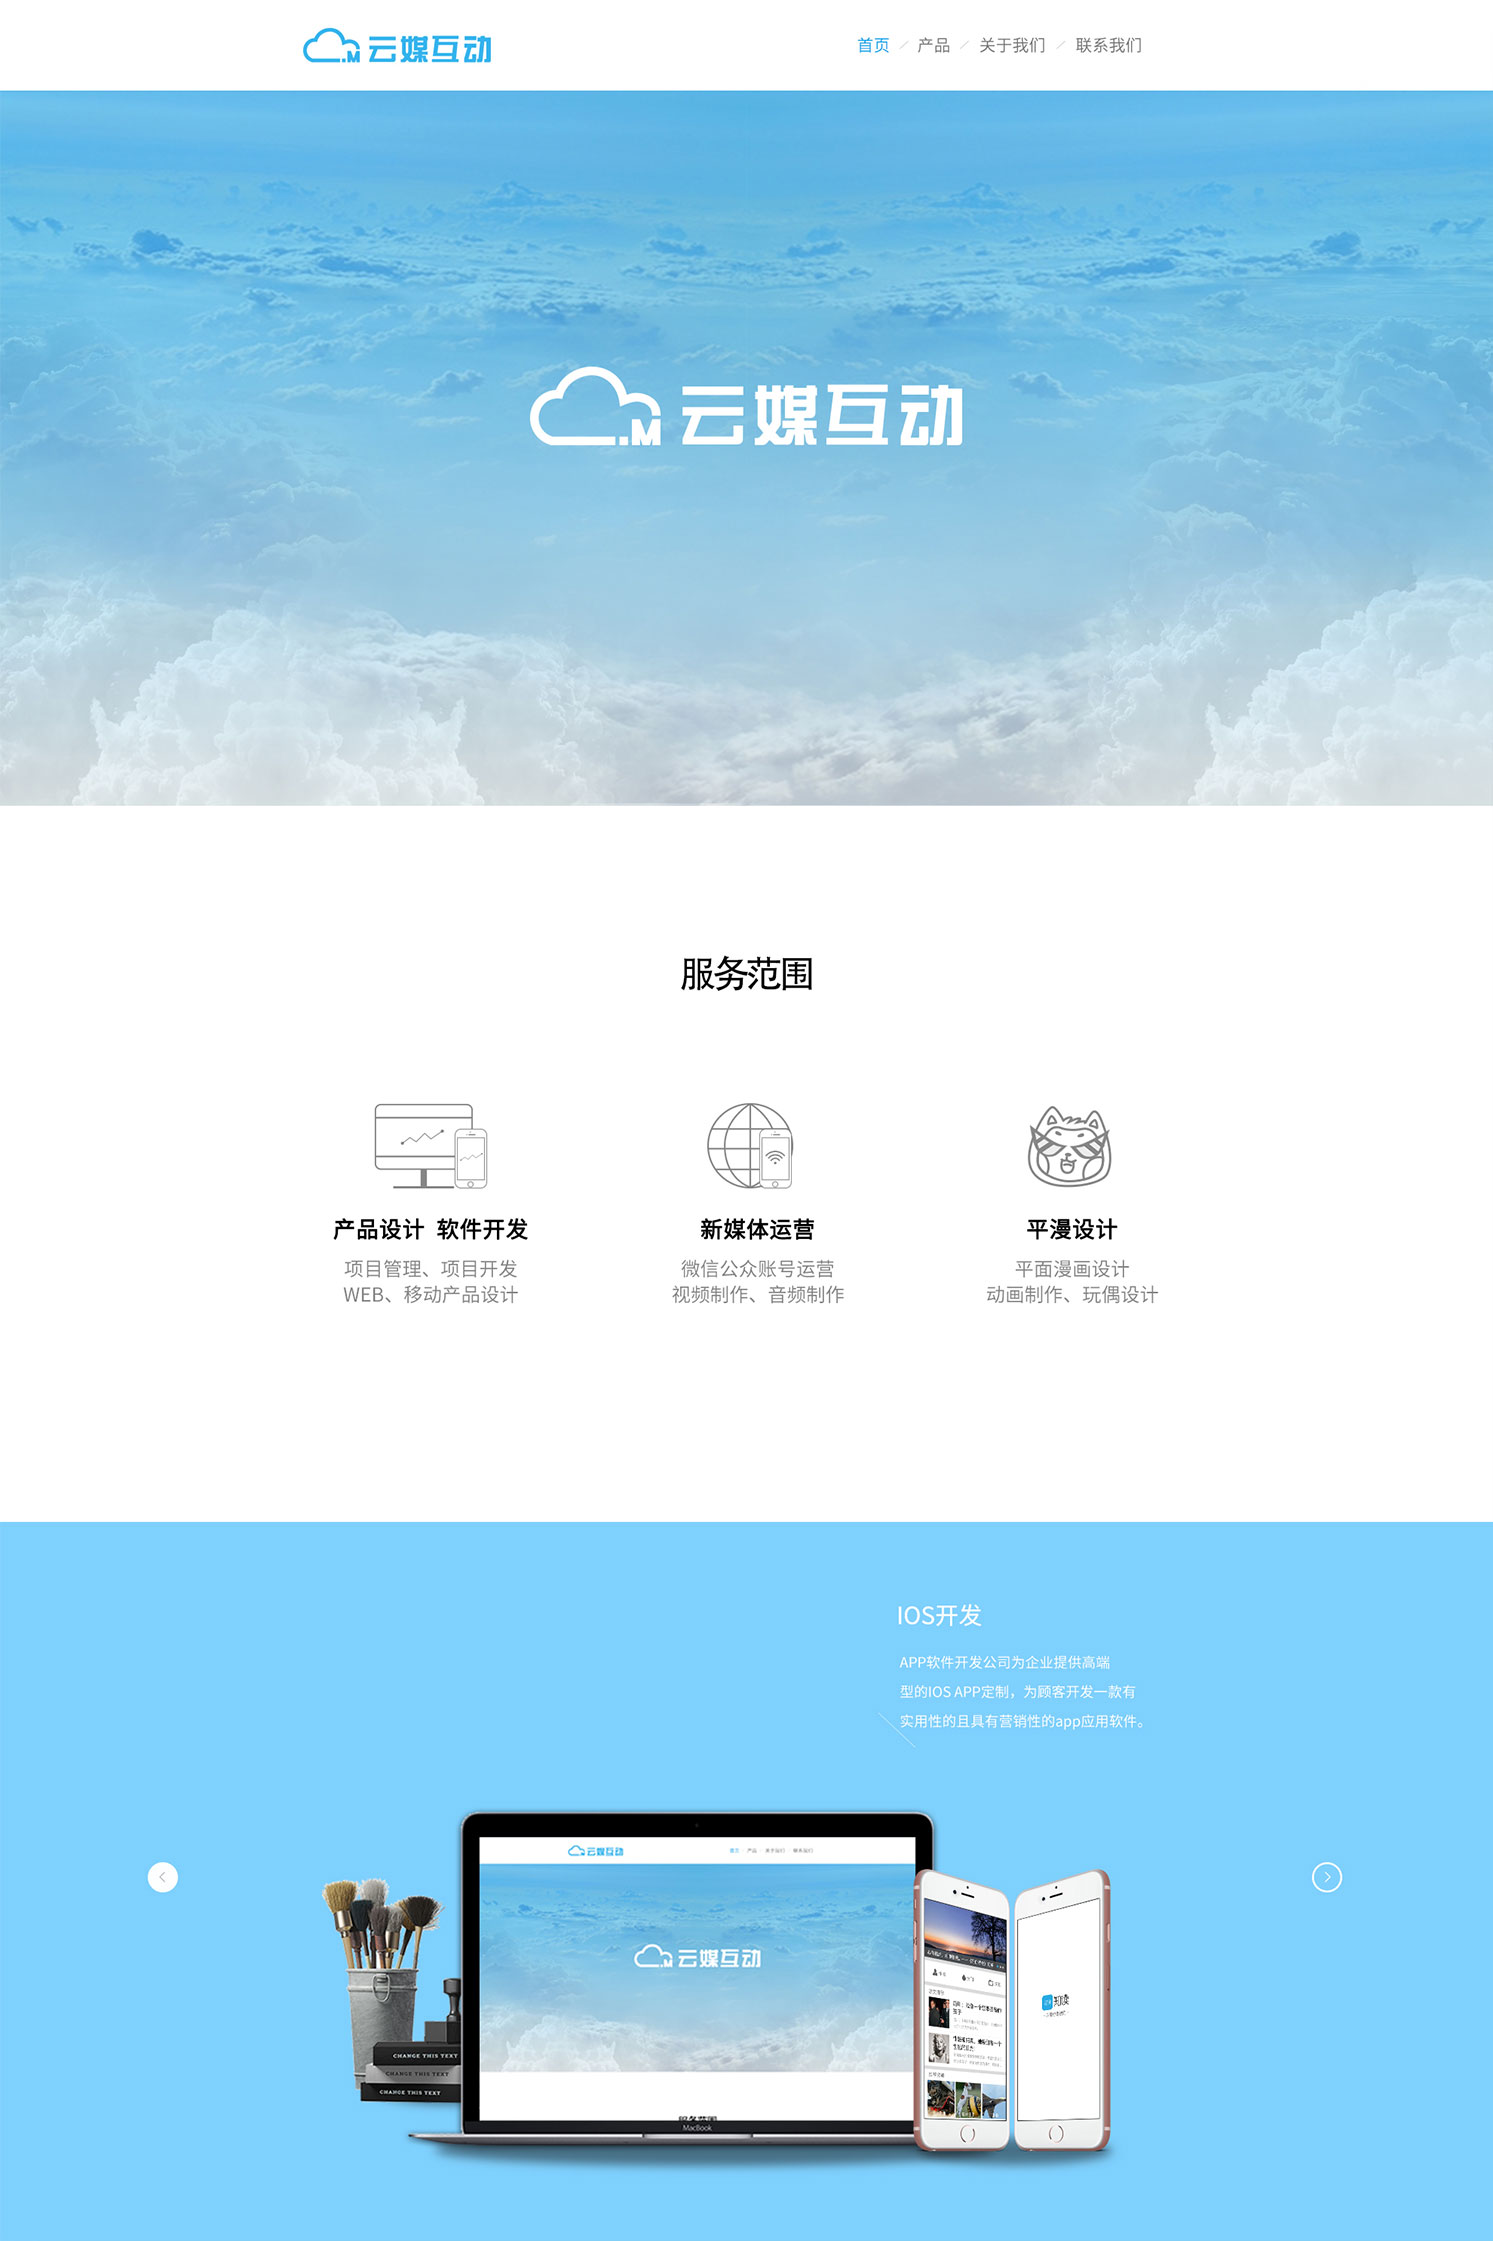 .M 云媒互动
首页 ⁄ 产品 ⁄ 关于我们 ⁄ 联系我们
.M 云媒互动
服务范围
产品设计 软件开发
项目管理、项目开发
WEB、移动产品设计
新媒体运营
微信公众账号运营
视频制作、音频制作
平漫设计
平面漫画设计
动画制作、玩偶设计
IOS开发
APP软件开发公司为企业提供高端
型的IOS APP定制，为顾客开发一款有
实用性的且具有营销性的app应用软件。
云媒互动
首页 产品 关于我们 联系我们
.M 云媒互动
服务范围
MacBook
CHANGE THIS TEXT
CHANGE THIS TEXT
CHANGE THIS TEXT